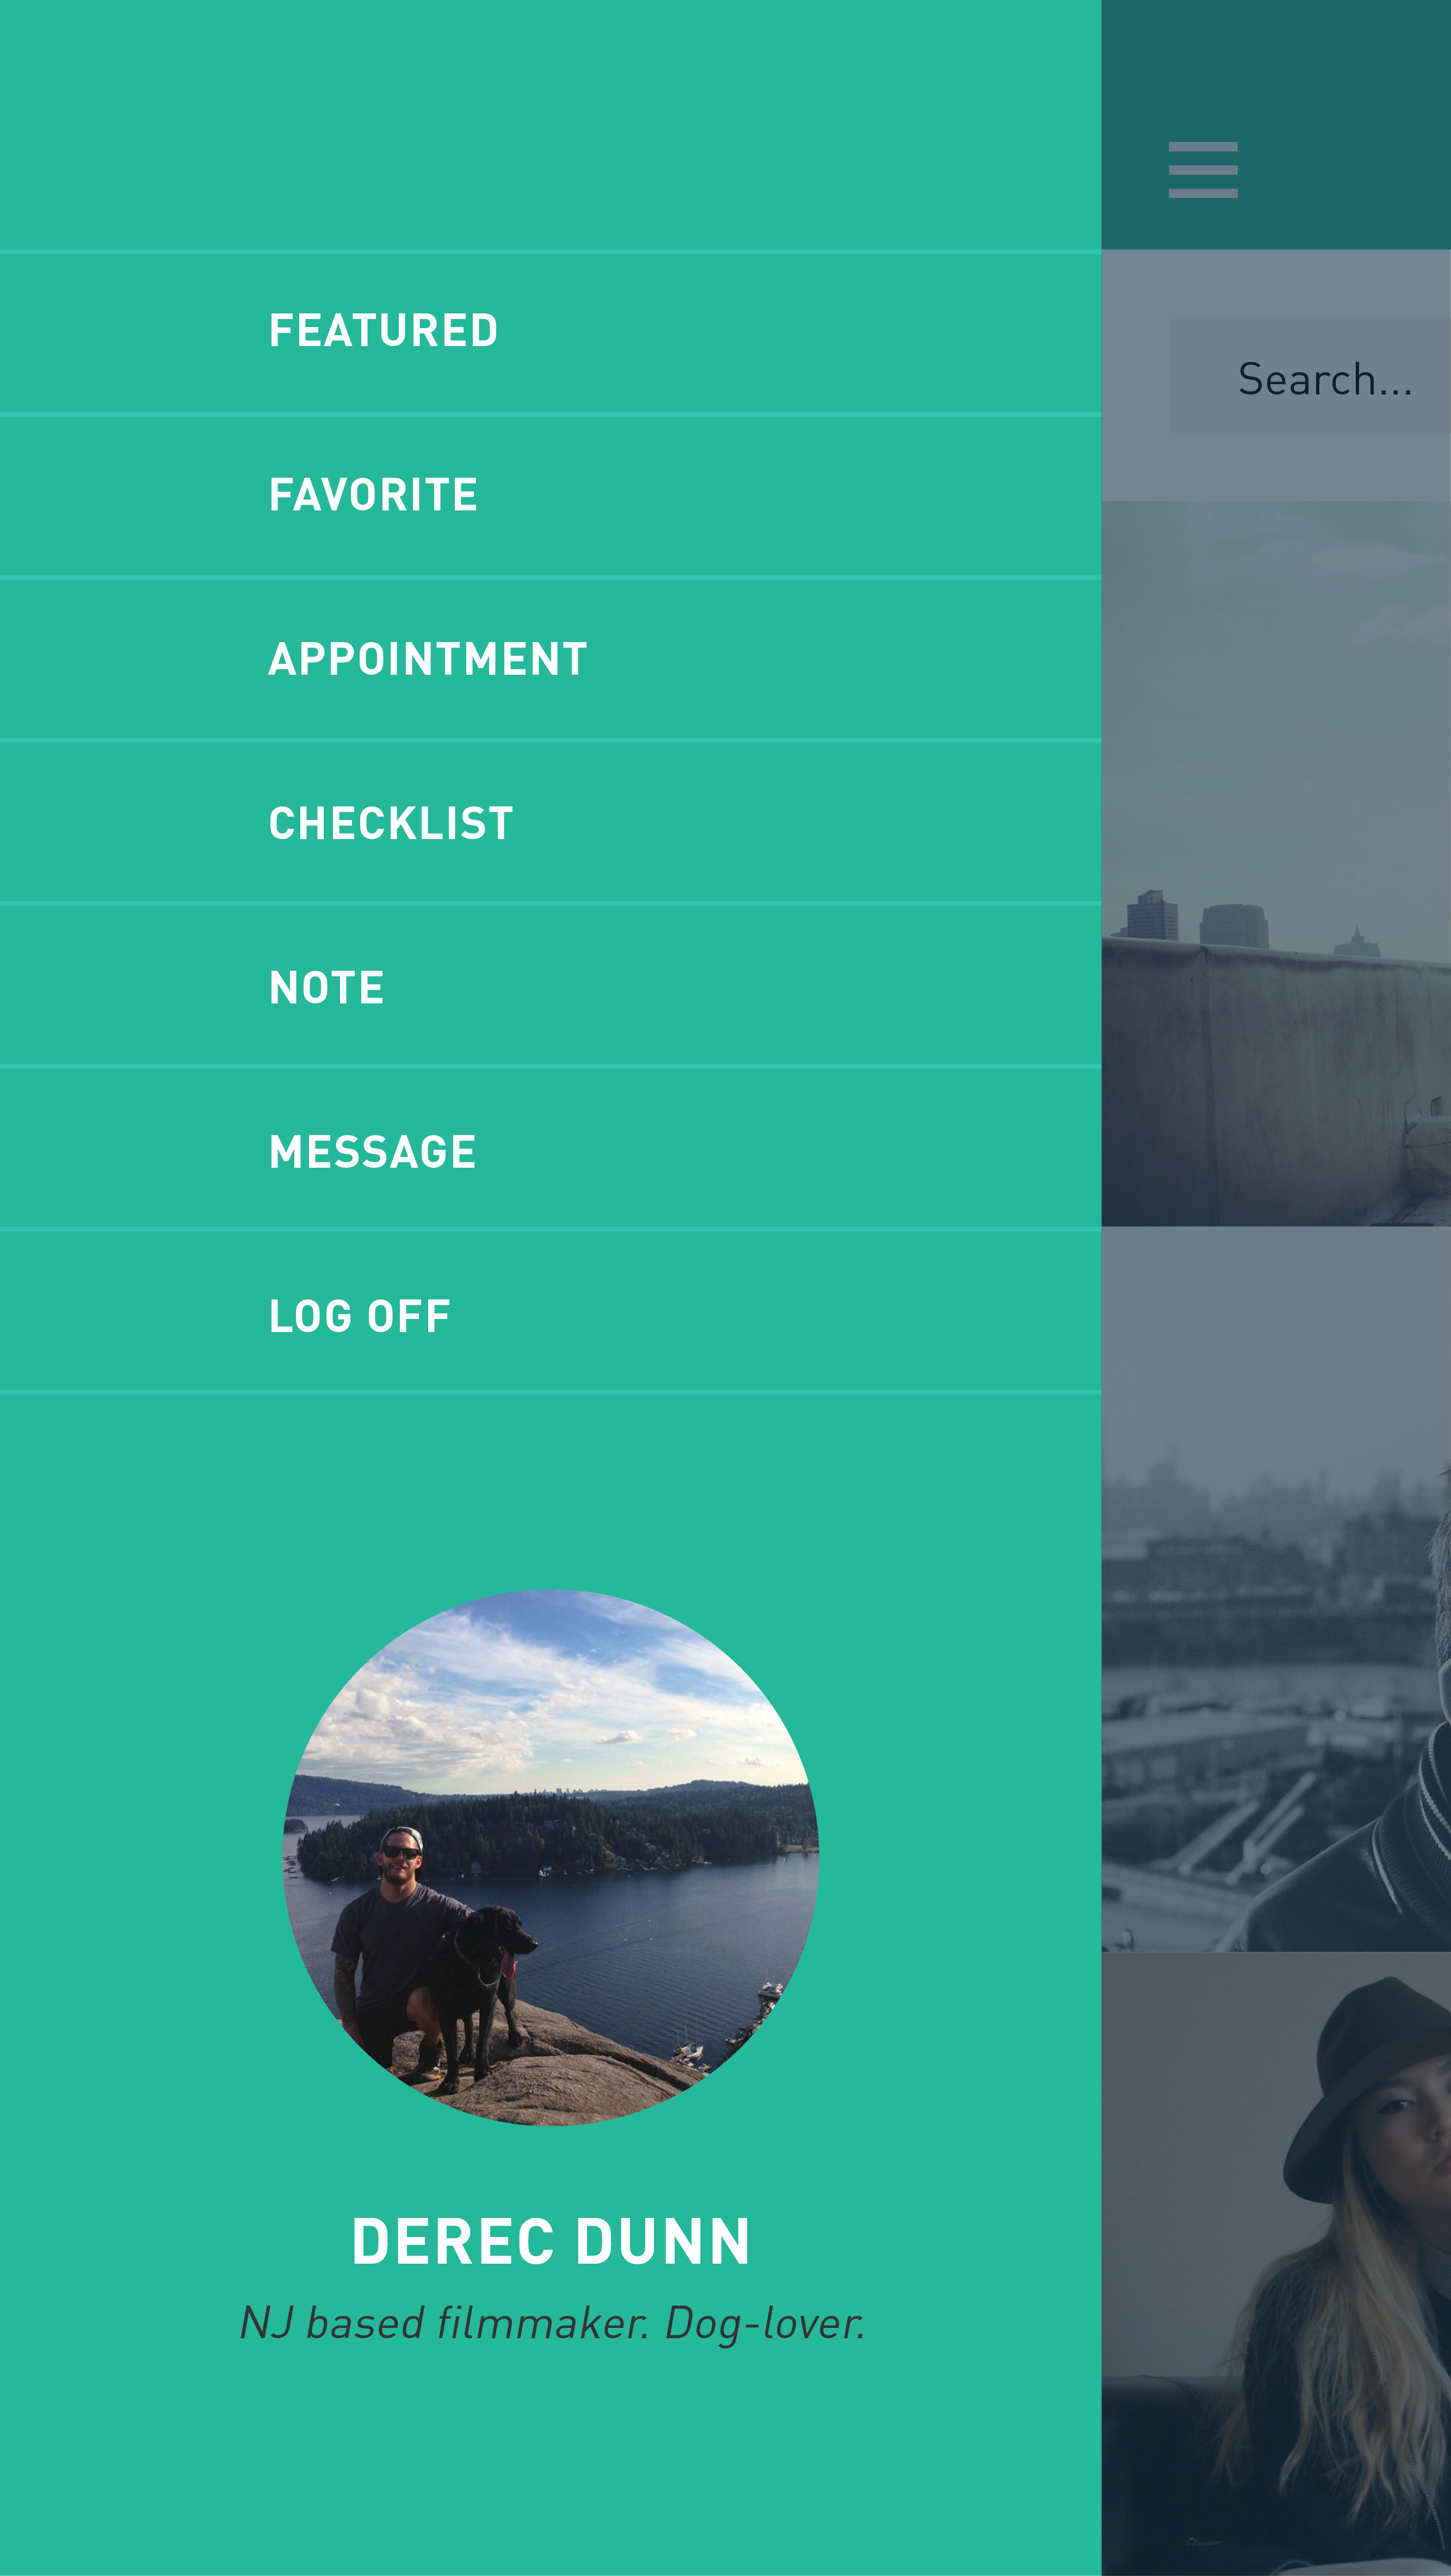 FEATURED
Search...
FAVORITE
APPOINTMENT
CHECKLIST
NOTE
MESSAGE
LOG OFF
DEREC DUNN
NJ based filmmaker. Dog-lover.